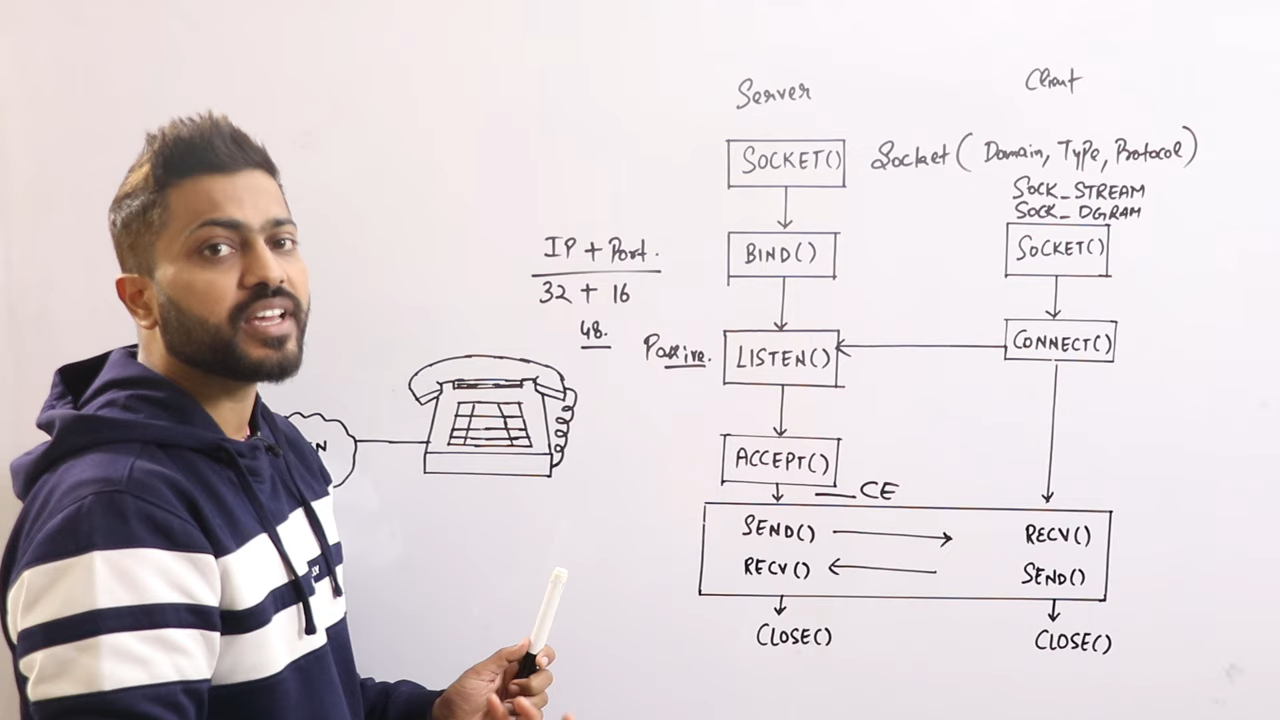 Server
Client
SOCKET()
Socket( Domain, Type, Protocol)
SOCK_STREAM
SOCK_DGRAM
SOCKET()
BIND()
IP + Port.
32 + 16
48.
Passive.
LISTEN()
CONNECT()
ACCEPT()
CE
SEND()
RECV()
RECV()
SEND()
CLOSE()
CLOSE()